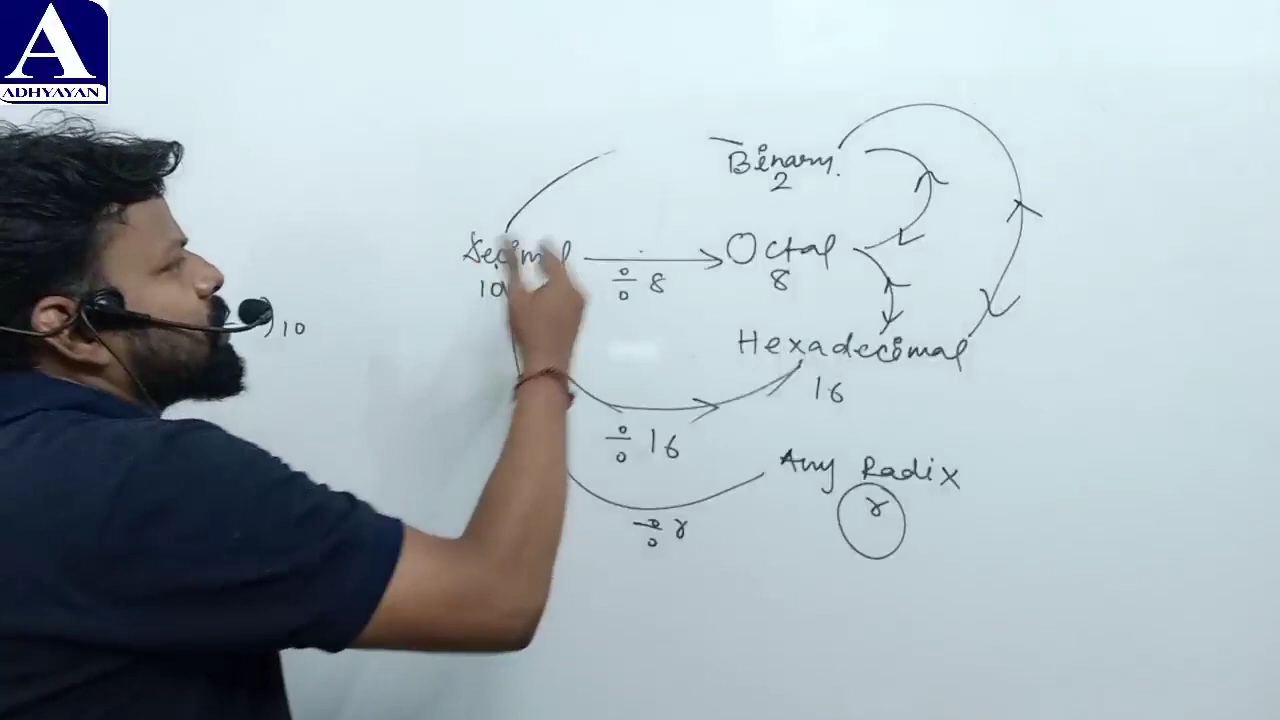 A
ADHYAYAN
Binary.
2
Decimal
10
÷ 8
Octal
8
)10
Hexadecimal
16
÷ 16
Any Radix
r
÷ r